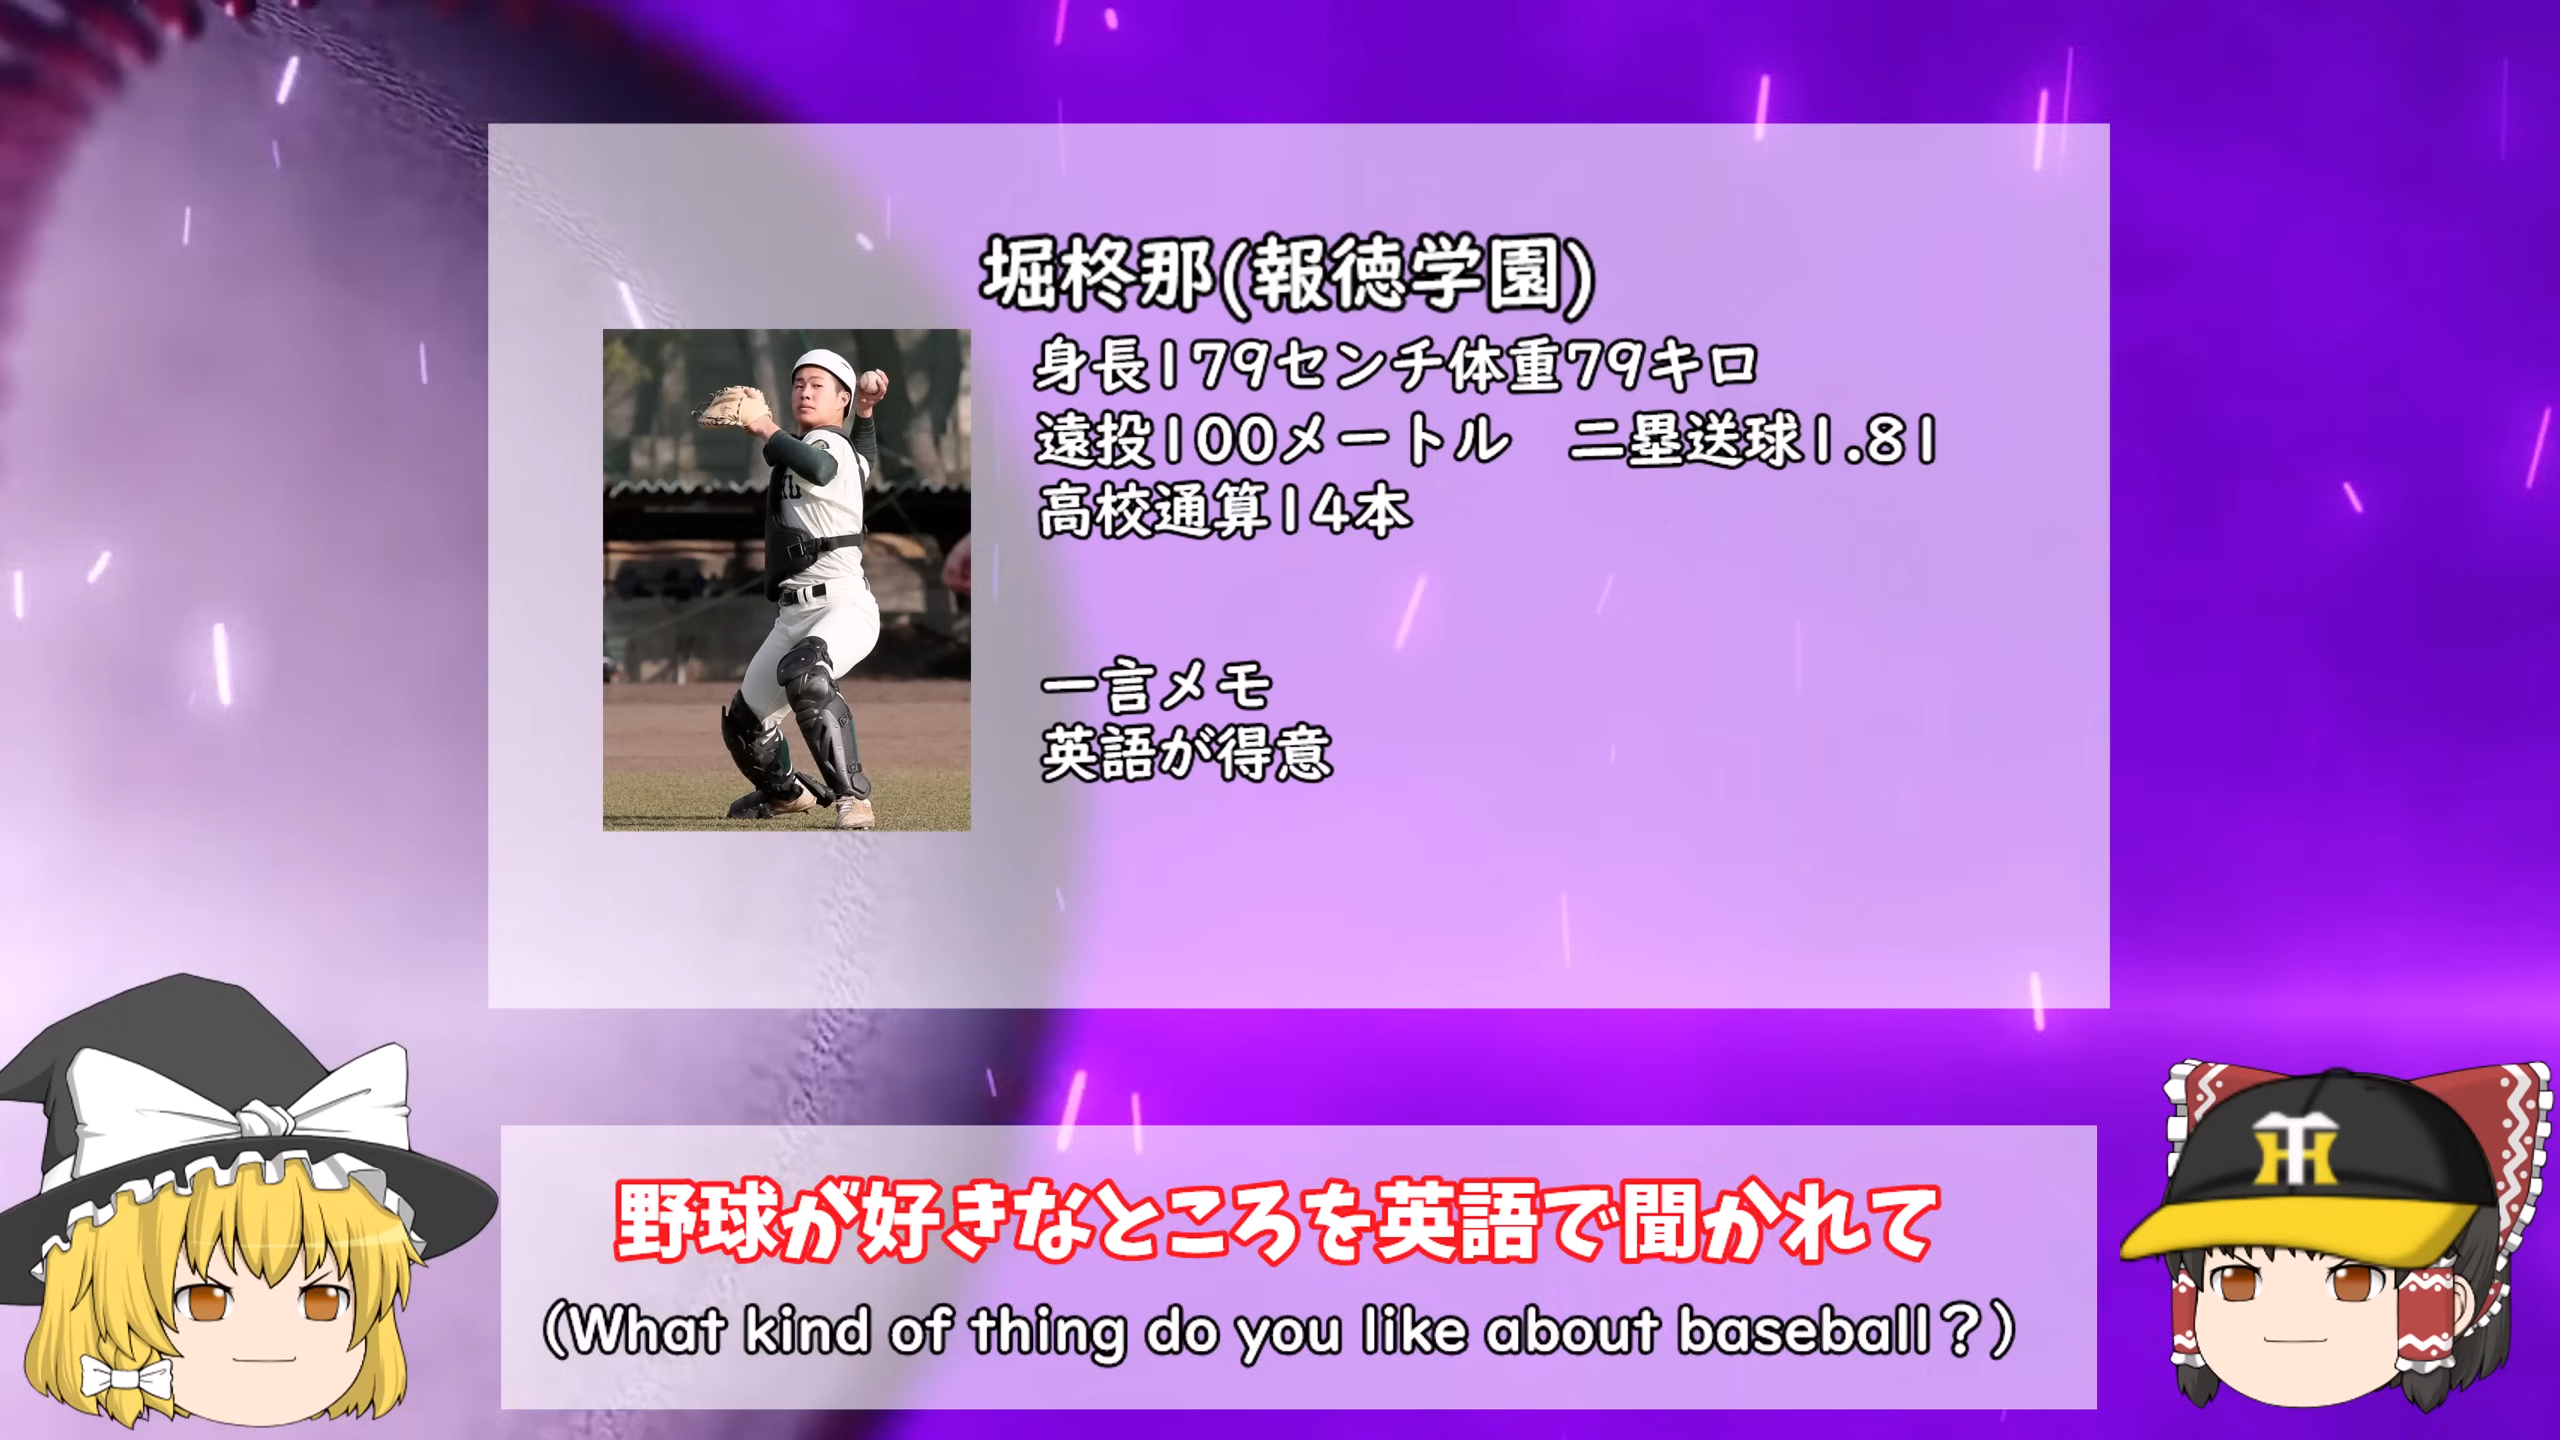 堀柊那(報徳学園)
身長179センチ体重79キロ
遠投100メートル　二塁送球1.81
高校通算14本
一言メモ
英語が得意
野球が好きなところを英語で聞かれて
（What kind of thing do you like about baseball？）